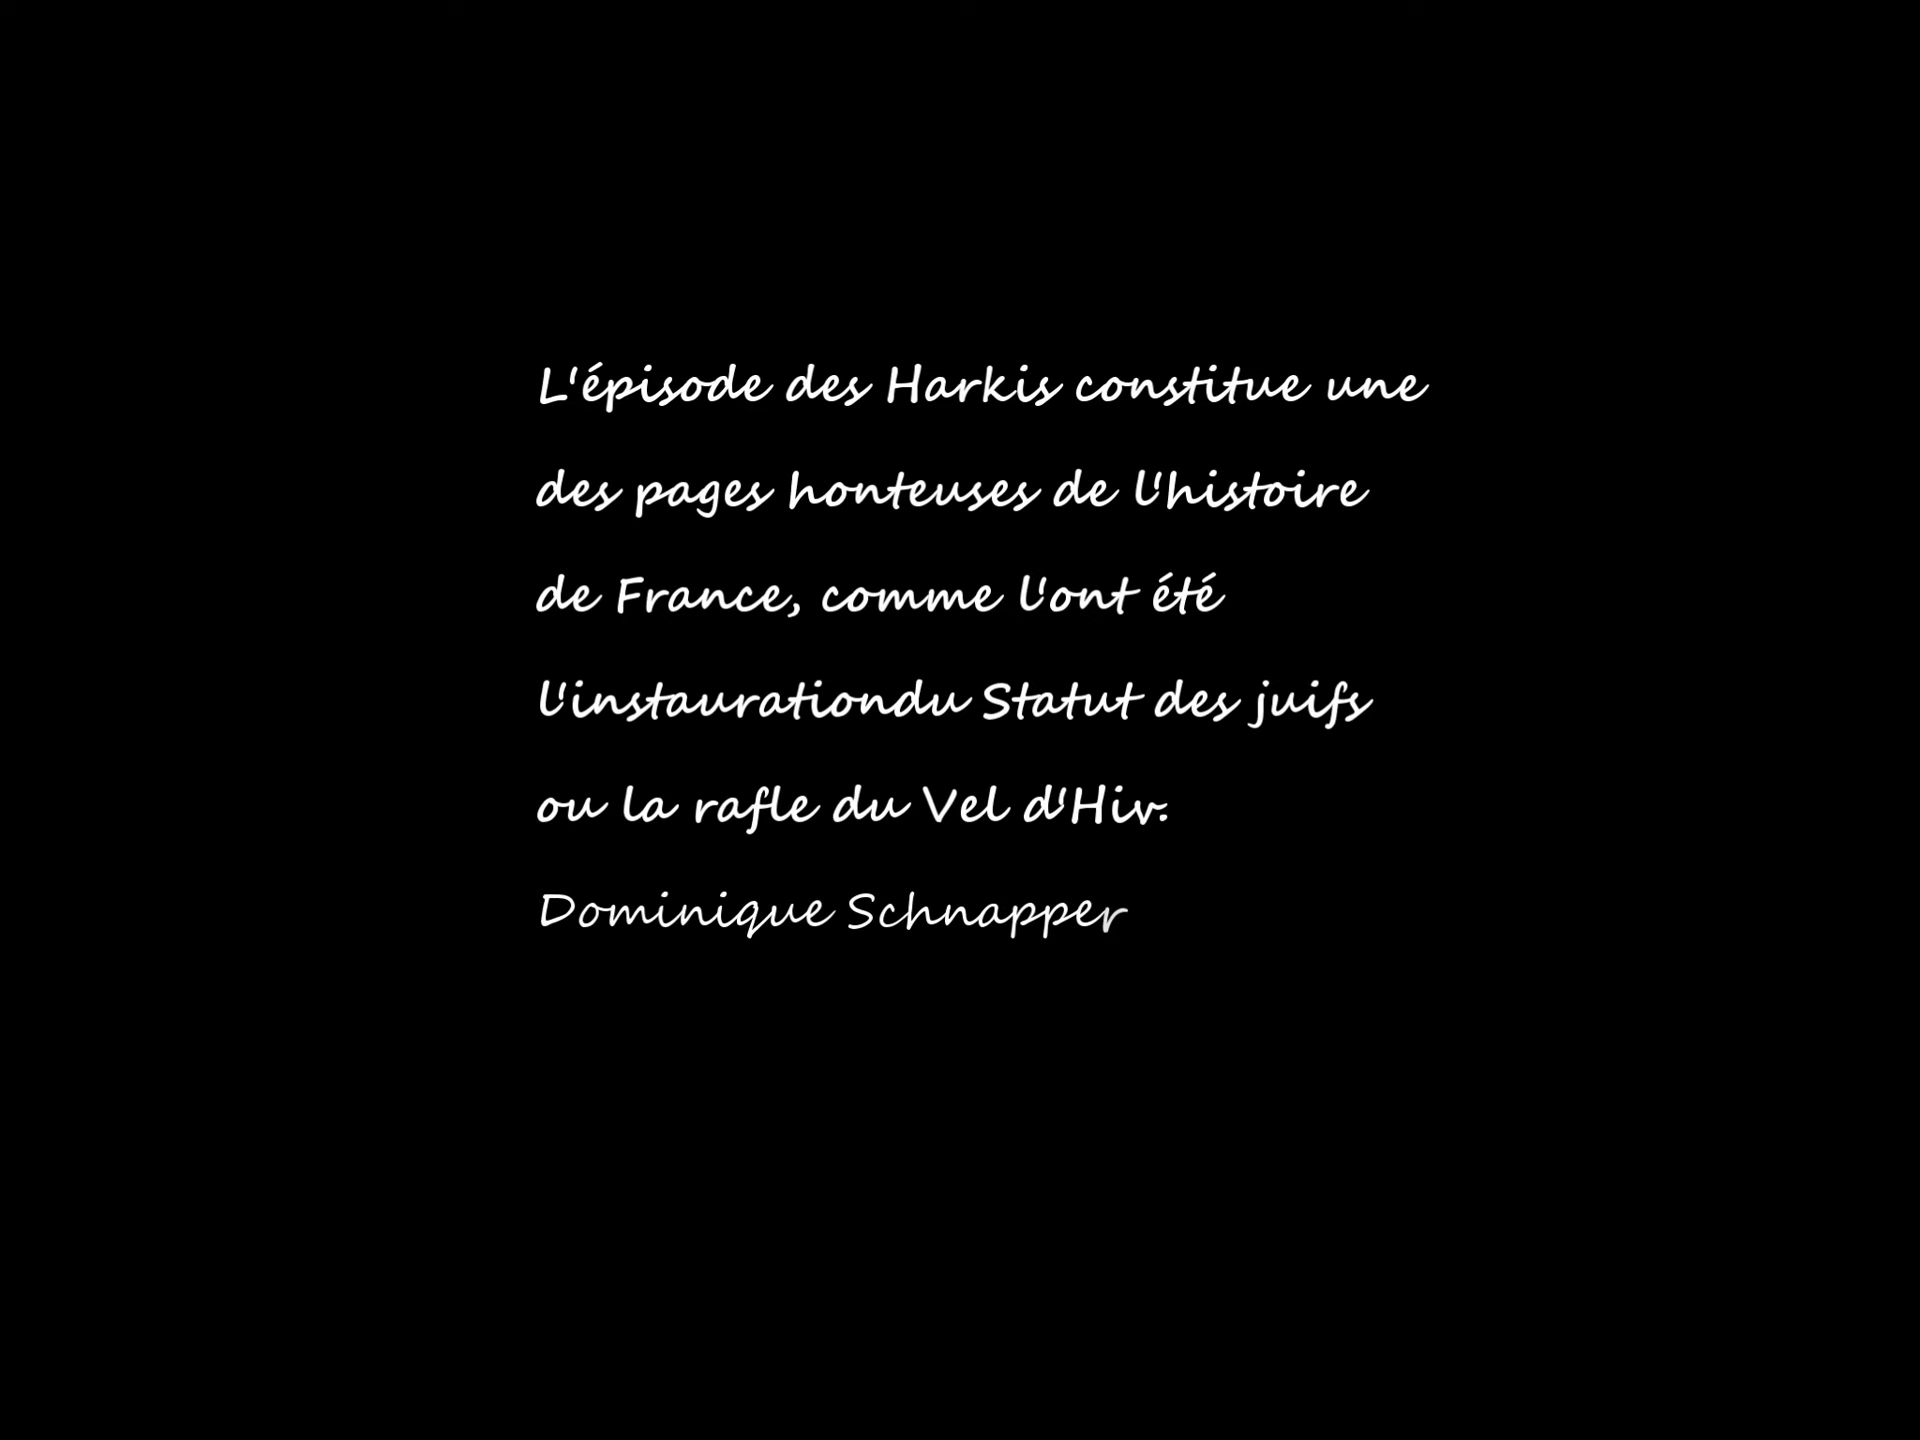 L'épisode des Harkis constitue une
des pages honteuses de l'histoire
de France, comme l'ont été
l'instaurationdu Statut des juifs
ou la rafle du Vel d'Hiv.
Dominique Schnapper